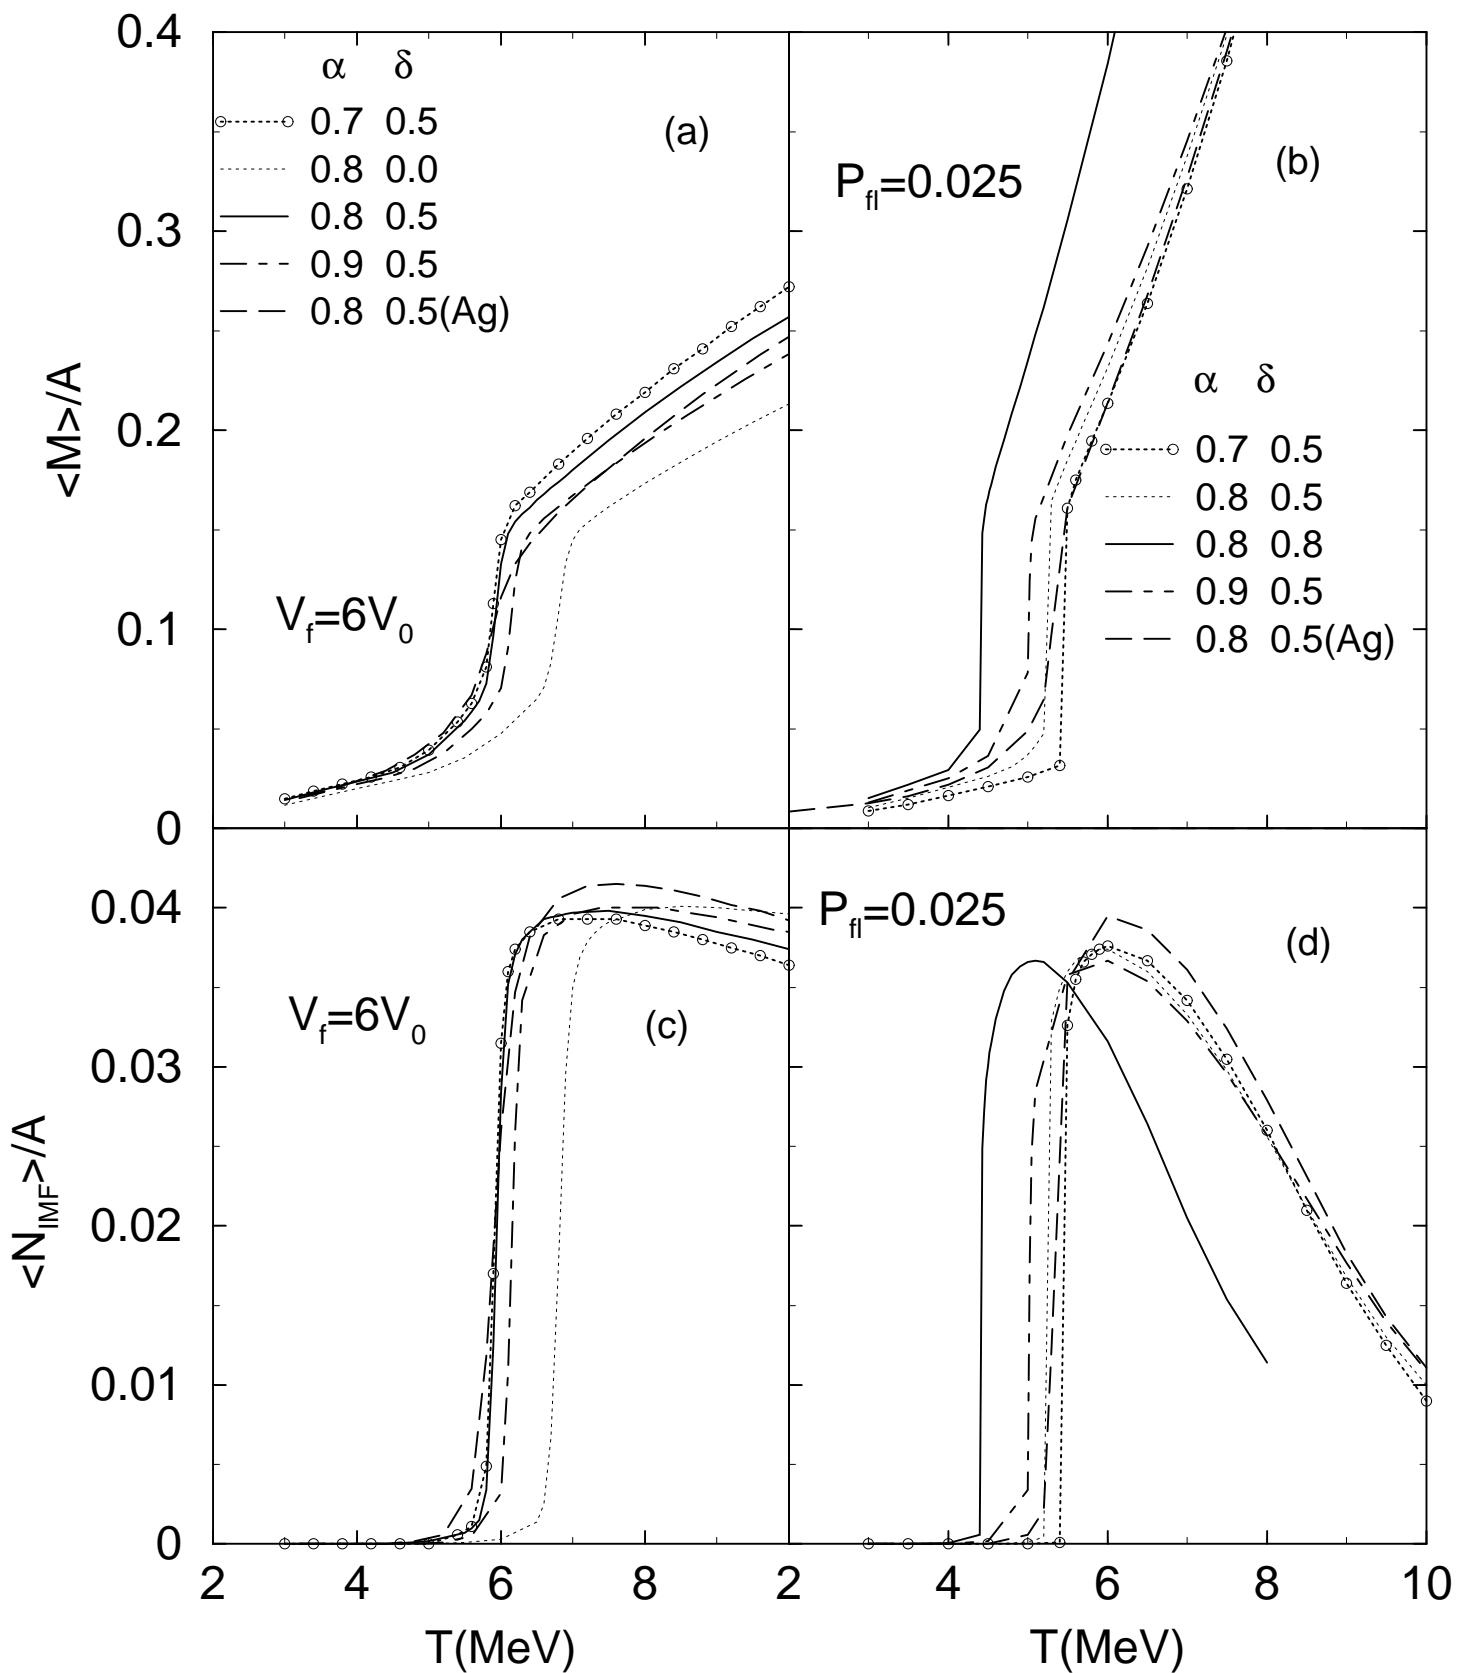 0.4
0.3
0.2
0.1
0
<M>/A
α δ
0.7 0.5
0.8 0.0
0.8 0.5
0.9 0.5
0.8 0.5(Ag)
(a)
V_f=6V_0
P_fl=0.025
(b)
α δ
0.7 0.5
0.8 0.5
0.8 0.8
0.9 0.5
0.8 0.5(Ag)
0.04
0.03
0.02
0.01
0
<N_IMF>/A
V_f=6V_0
(c)
P_fl=0.025
(d)
2 4 6 8 2 4 6 8 10
T(MeV) T(MeV)